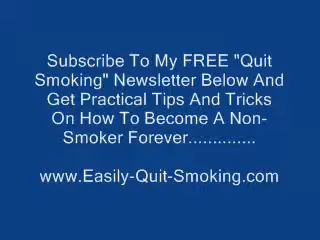 Subscribe To My FREE "Quit
Smoking" Newsletter Below And
Get Practical Tips And Tricks
On How To Become A Non-
Smoker Forever..............
www.Easily-Quit-Smoking.com